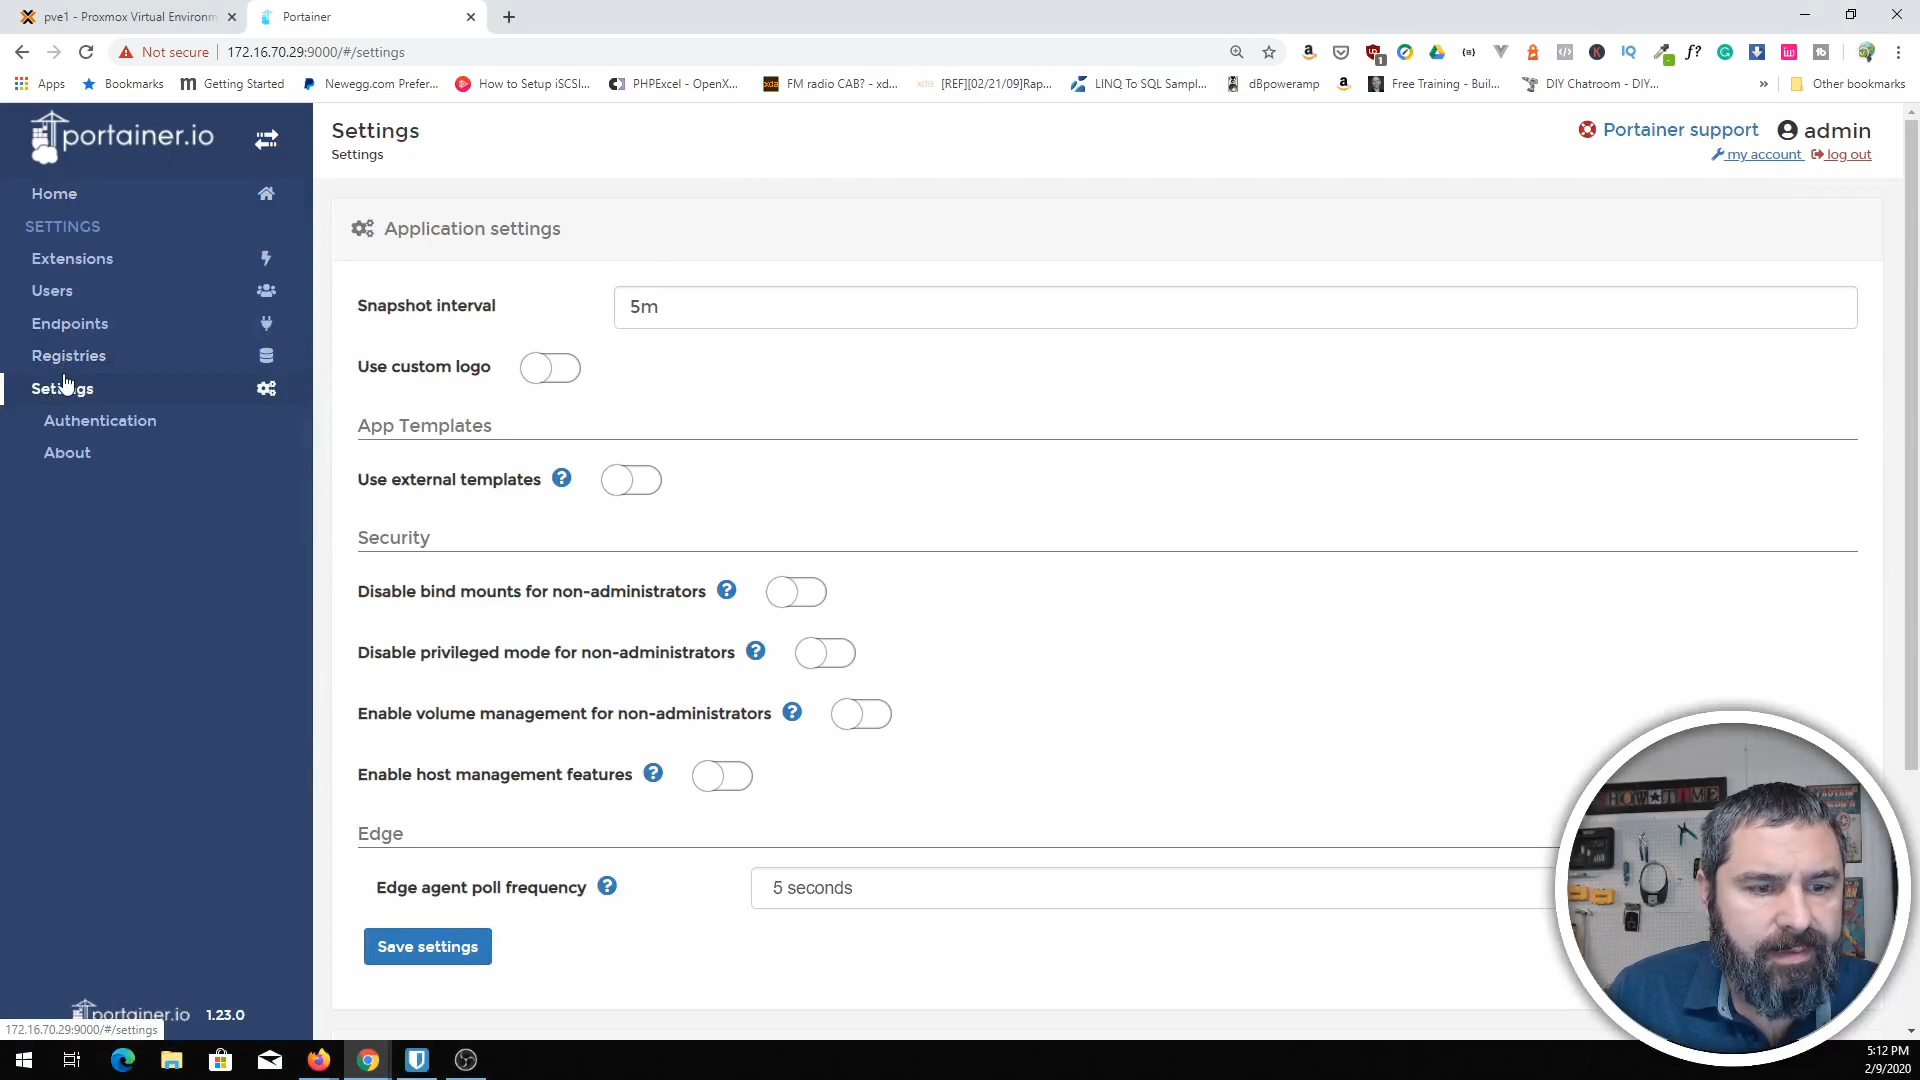 pve1 - Proxmox Virtual Environm
Portainer
Not secure
172.16.70.29:9000/#/settings
Apps
Bookmarks
Getting Started
Newegg.com Prefer...
How to Setup iSCSI...
PHPExcel - OpenX...
FM radio CAB? - xd...
[REF][02/21/09]Rap...
LINQ To SQL Sampl...
dBpoweramp
Free Training - Buil...
DIY Chatroom - DIY...
»
Other bookmarks
portainer.io
Settings
Settings
Portainer support
admin
my account
log out
Home
SETTINGS
Extensions
Users
Endpoints
Registries
Settings
Authentication
About
Application settings
Snapshot interval
5m
Use custom logo
App Templates
Use external templates
Security
Disable bind mounts for non-administrators
Disable privileged mode for non-administrators
Enable volume management for non-administrators
Enable host management features
Edge
Edge agent poll frequency
5 seconds
Save settings
portainer.io 1.23.0
172.16.70.29:9000/#/settings
5:12 PM
2/9/2020